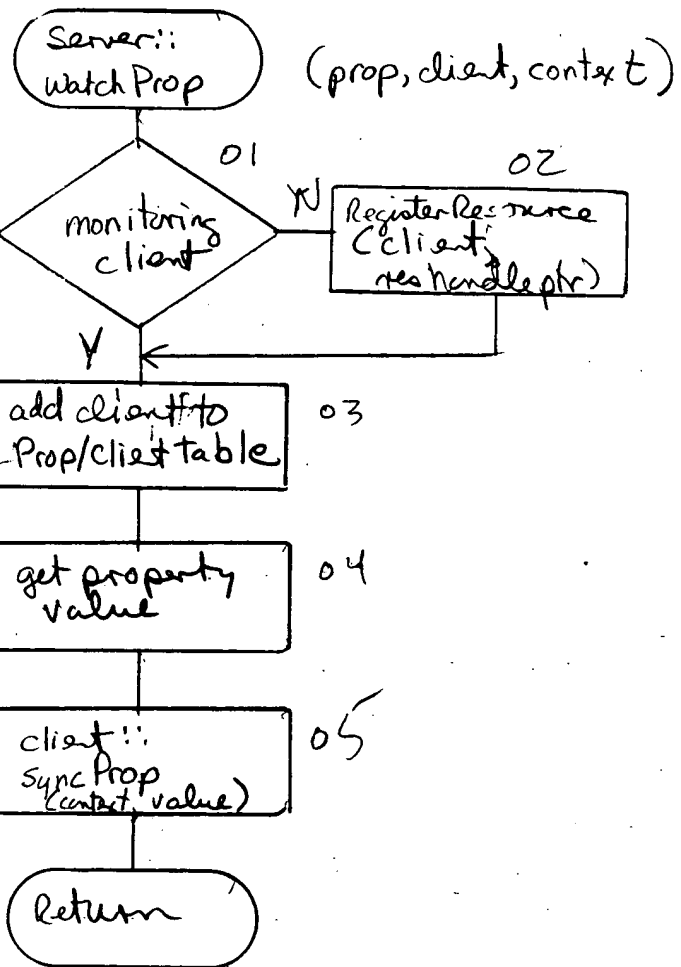 Server::
WatchProp
(prop, client, context)
01
monitoring
client
N
02
RegisterResource
(client,
reshandleptr)
Y
add client to
Prop/Client table
03
get property
value
04
client::
syncProp
(context, value)
05
Return